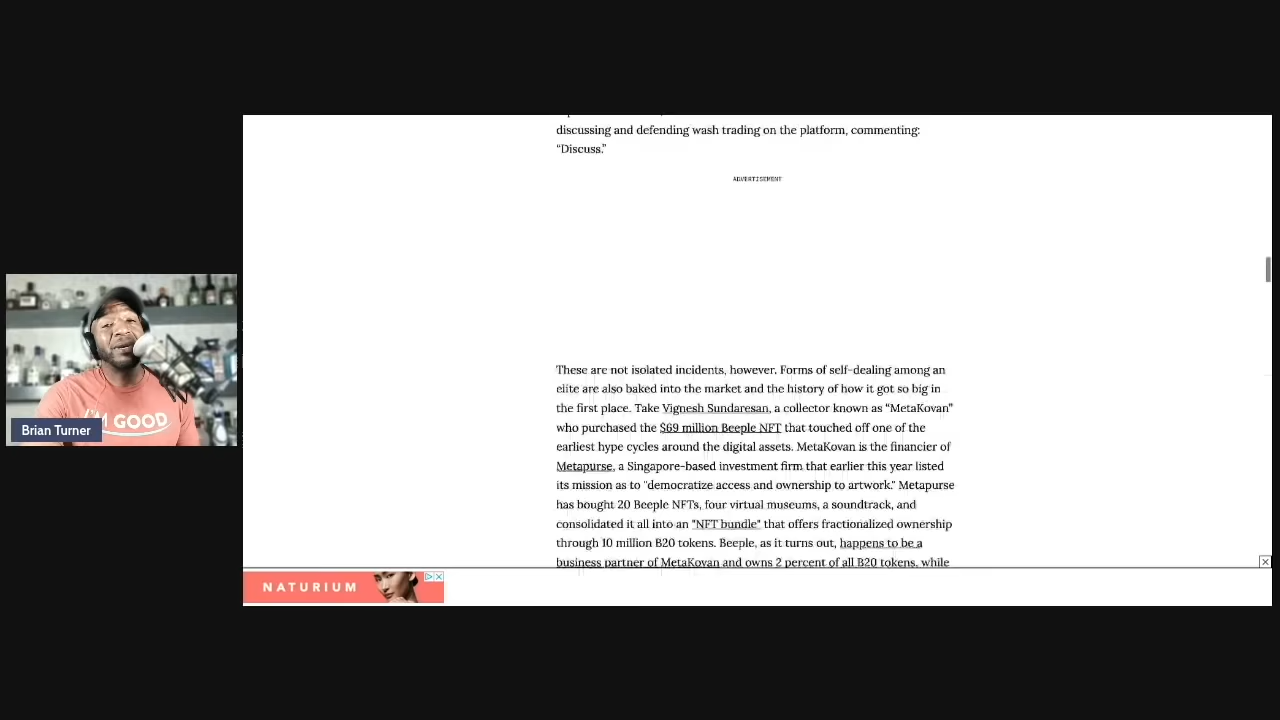 discussing and defending wash trading on the platform, commenting:
“Discuss.”
ADVERTISEMENT
These are not isolated incidents, however. Forms of self-dealing among an
elite are also baked into the market and the history of how it got so big in
the first place. Take Vignesh Sundaresan, a collector known as “MetaKovan”
who purchased the $69 million Beeple NFT that touched off one of the
earliest hype cycles around the digital assets. MetaKovan is the financier of
Metapurse, a Singapore-based investment firm that earlier this year listed
its mission as to "democratize access and ownership to artwork." Metapurse
has bought 20 Beeple NFTs, four virtual museums, a soundtrack, and
consolidated it all into an "NFT bundle" that offers fractionalized ownership
through 10 million B20 tokens. Beeple, as it turns out, happens to be a
business partner of MetaKovan and owns 2 percent of all B20 tokens, while
I'M GOOD
Brian Turner
NATURIUM